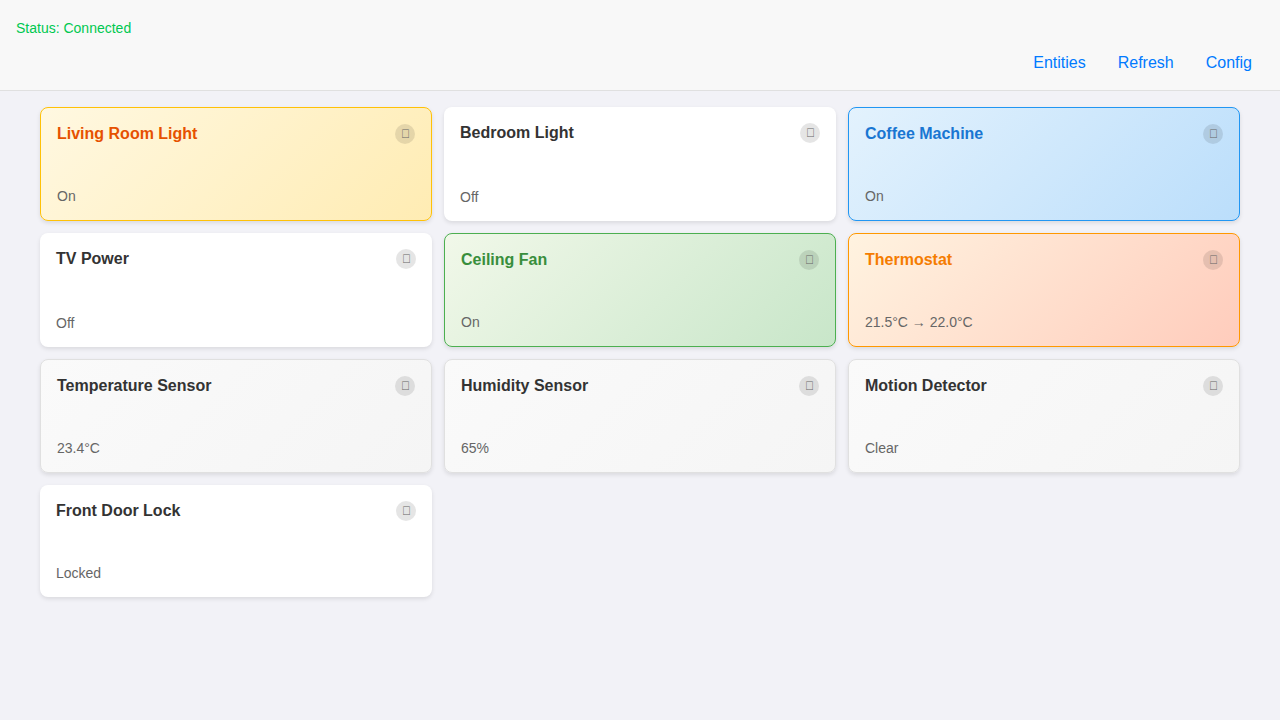 Status: Connected
Entities Refresh Config
Living Room Light
On
Bedroom Light
Off
Coffee Machine
On
TV Power
Off
Ceiling Fan
On
Thermostat
21.5°C → 22.0°C
Temperature Sensor
23.4°C
Humidity Sensor
65%
Motion Detector
Clear
Front Door Lock
Locked